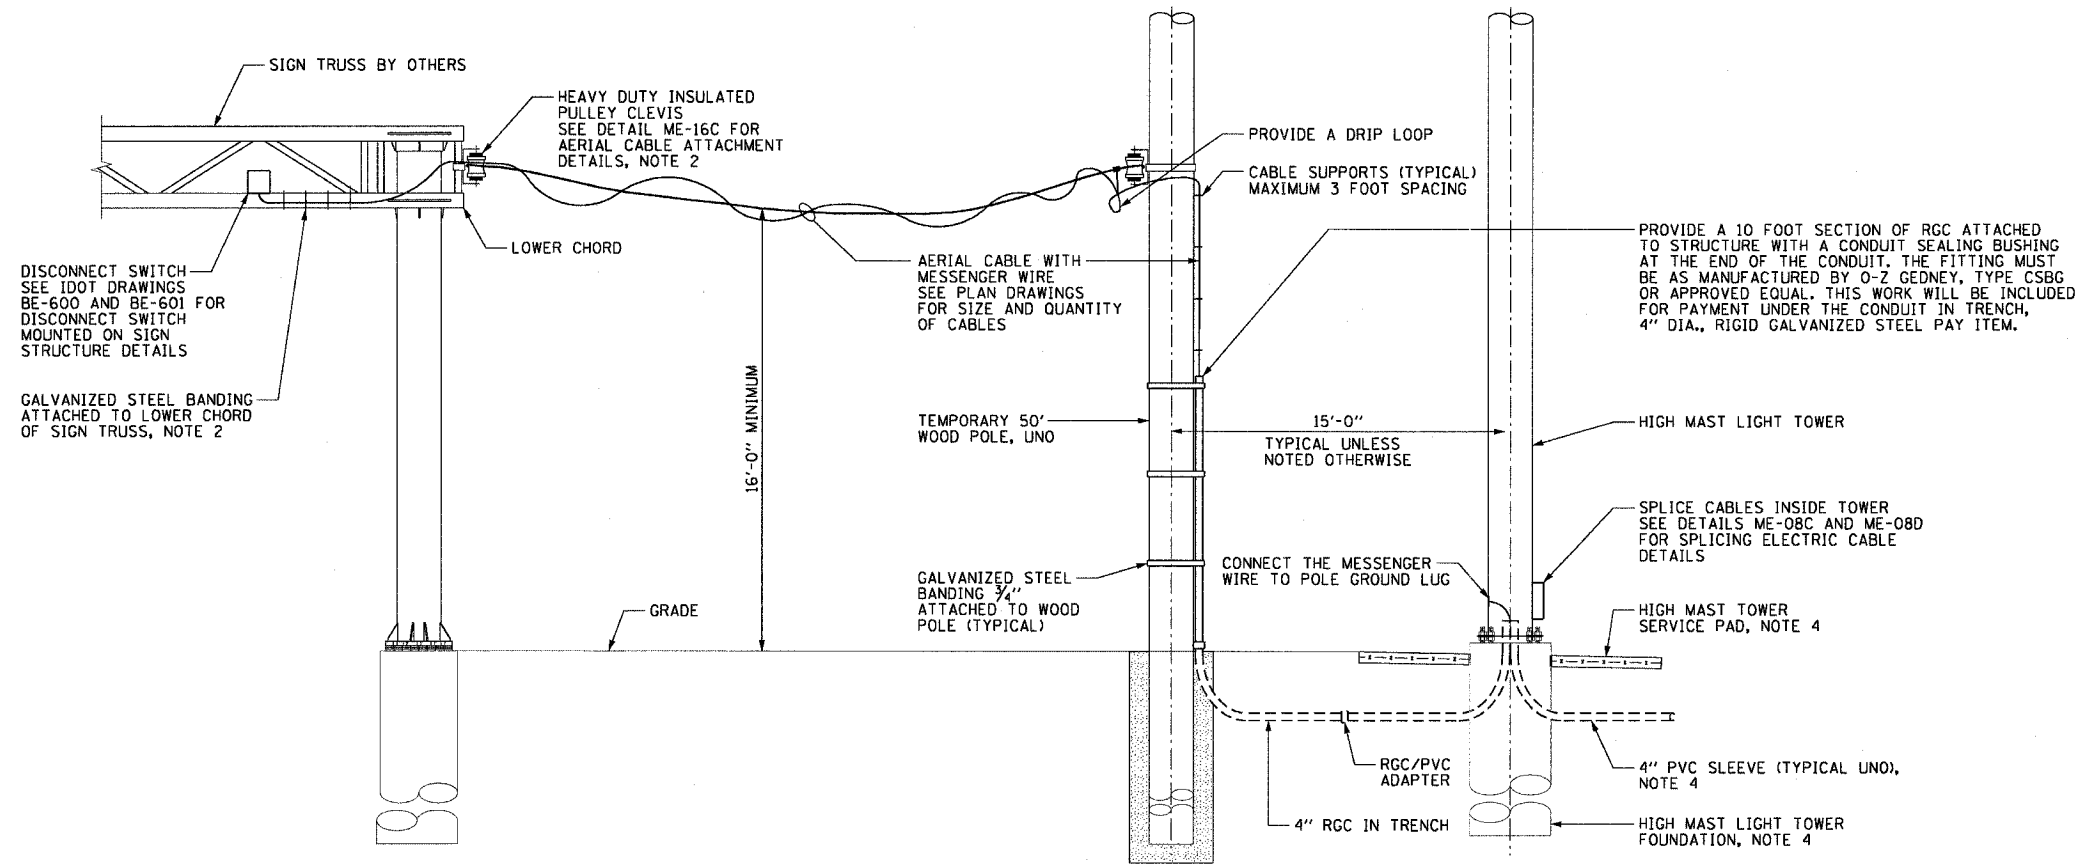 SIGN TRUSS BY OTHERS
HEAVY DUTY INSULATED
PULLEY CLEVIS
SEE DETAIL ME-16C FOR
AERIAL CABLE ATTACHMENT
DETAILS, NOTE 2
PROVIDE A DRIP LOOP
CABLE SUPPORTS (TYPICAL)
MAXIMUM 3 FOOT SPACING
LOWER CHORD
DISCONNECT SWITCH
SEE IDOT DRAWINGS
BE-600 AND BE-601 FOR
DISCONNECT SWITCH
MOUNTED ON SIGN
STRUCTURE DETAILS
AERIAL CABLE WITH
MESSENGER WIRE
SEE PLAN DRAWINGS
FOR SIZE AND QUANTITY
OF CABLES
PROVIDE A 10 FOOT SECTION OF RGC ATTACHED
TO STRUCTURE WITH A CONDUIT SEALING BUSHING
AT THE END OF THE CONDUIT. THE FITTING MUST
BE AS MANUFACTURED BY O-Z GEDNEY, TYPE CSBG
OR APPROVED EQUAL. THIS WORK WILL BE INCLUDED
FOR PAYMENT UNDER THE CONDUIT IN TRENCH,
4" DIA., RIGID GALVANIZED STEEL PAY ITEM.
GALVANIZED STEEL BANDING
ATTACHED TO LOWER CHORD
OF SIGN TRUSS, NOTE 2
16'-0" MINIMUM
TEMPORARY 50'
WOOD POLE, UNO
15'-0"
TYPICAL UNLESS
NOTED OTHERWISE
HIGH MAST LIGHT TOWER
SPLICE CABLES INSIDE TOWER
SEE DETAILS ME-08C AND ME-08D
FOR SPLICING ELECTRIC CABLE
DETAILS
GALVANIZED STEEL
BANDING 3/4"
ATTACHED TO WOOD
POLE (TYPICAL)
CONNECT THE MESSENGER
WIRE TO POLE GROUND LUG
GRADE
HIGH MAST TOWER
SERVICE PAD, NOTE 4
RGC/PVC
ADAPTER
4" PVC SLEEVE (TYPICAL UNO),
NOTE 4
4" RGC IN TRENCH
HIGH MAST LIGHT TOWER
FOUNDATION, NOTE 4